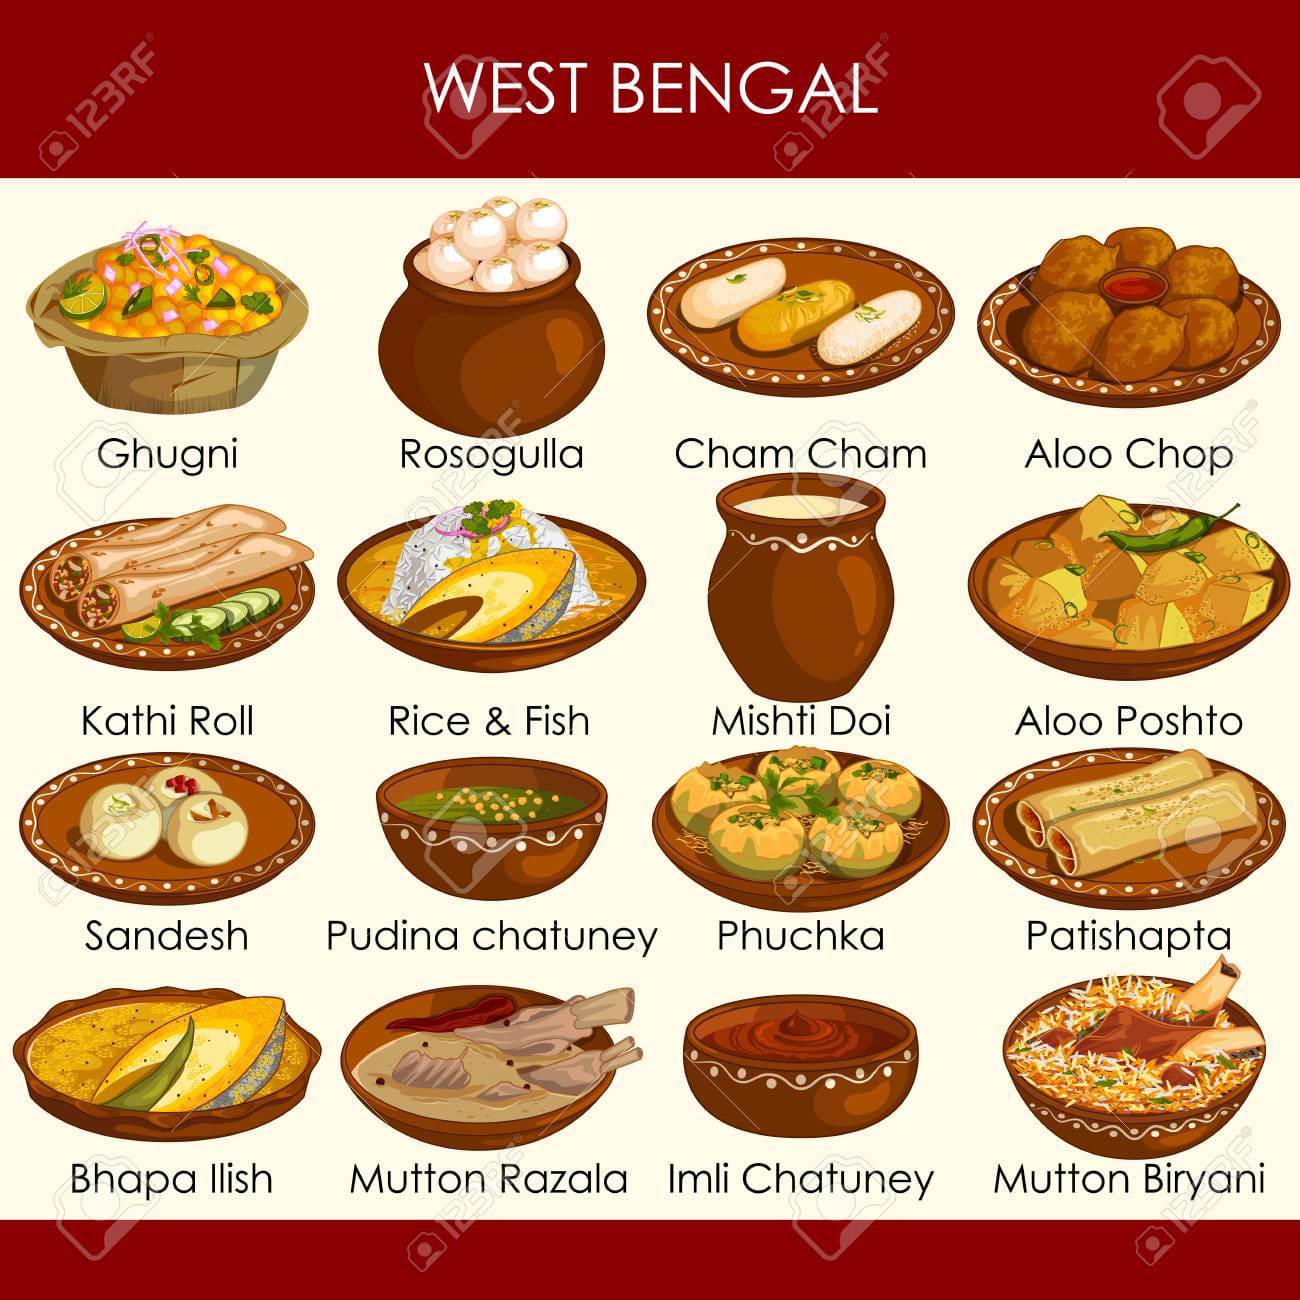 WEST BENGAL
Ghugni
Rosogulla
Cham Cham
Aloo Chop
Kathi Roll
Rice & Fish
Mishti Doi
Aloo Poshto
Sandesh
Pudina chatuney
Phuchka
Patishapta
Bhapa Ilish
Mutton Razala
Imli Chatuney
Mutton Biryani
123RF